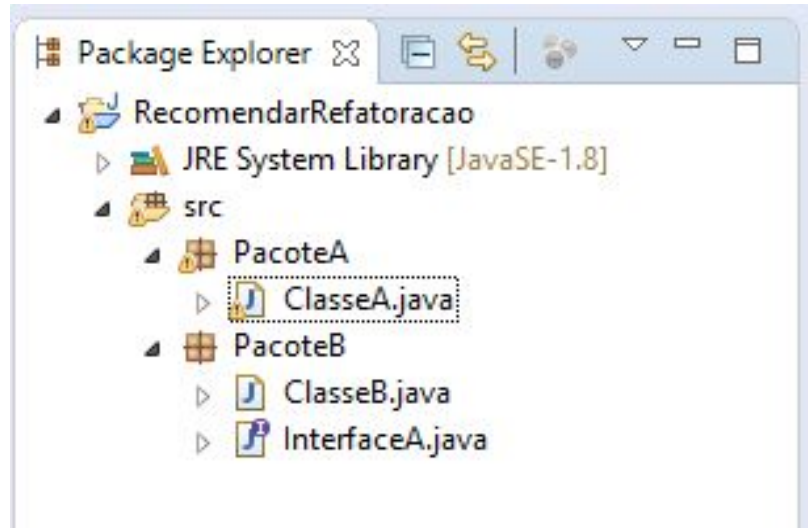 Package Explorer
RecomendarRefatoracao
JRE System Library [JavaSE-1.8]
src
PacoteA
ClasseA.java
PacoteB
ClasseB.java
InterfaceA.java